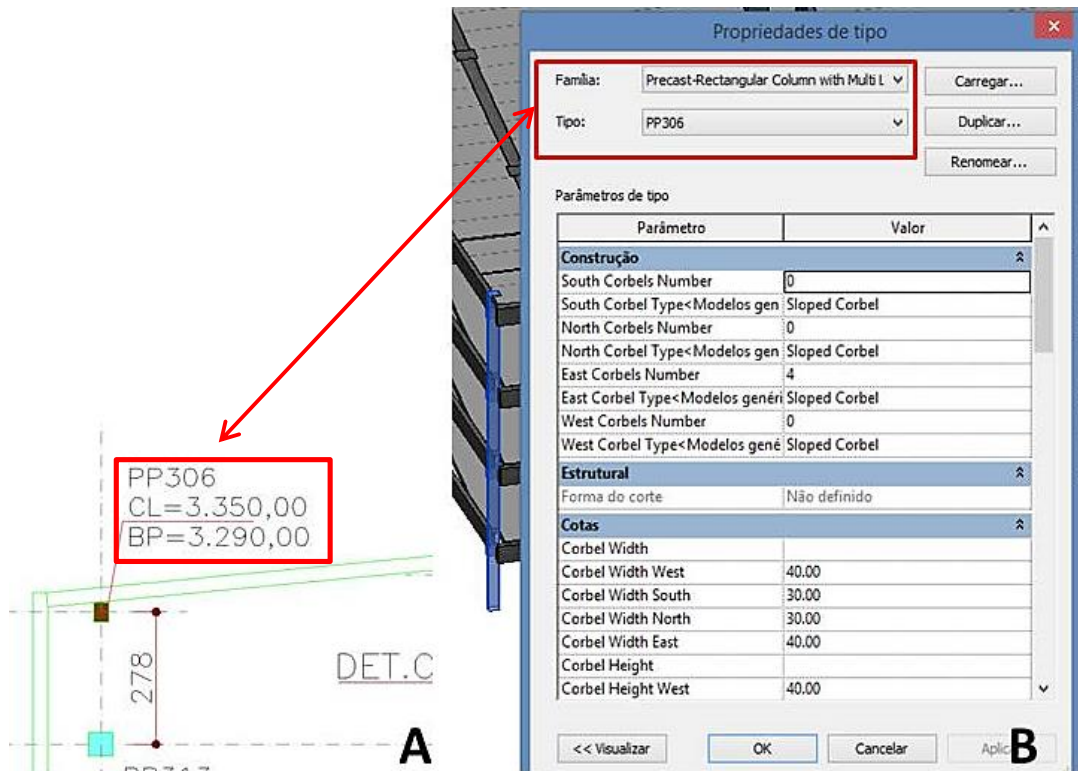 PP306
CL=3.350,00
BP=3.290,00
278
DET.C
A
Propriedades de tipo
Família: Precast-Rectangular Column with Multi L
Carregar...
Tipo: PP306
Duplicar...
Renomear...
Parâmetros de tipo
Parâmetro Valor
Construção
South Corbels Number 0
South Corbel Type<Modelos gen Sloped Corbel
North Corbels Number 0
North Corbel Type<Modelos gen Sloped Corbel
East Corbels Number 4
East Corbel Type<Modelos genéri Sloped Corbel
West Corbels Number 0
West Corbel Type<Modelos gené Sloped Corbel
Estrutural
Forma do corte Não definido
Cotas
Corbel Width
Corbel Width West 40.00
Corbel Width South 30.00
Corbel Width North 30.00
Corbel Width East 40.00
Corbel Height
Corbel Height West 40.00
<< Visualizar OK Cancelar Aplic
B